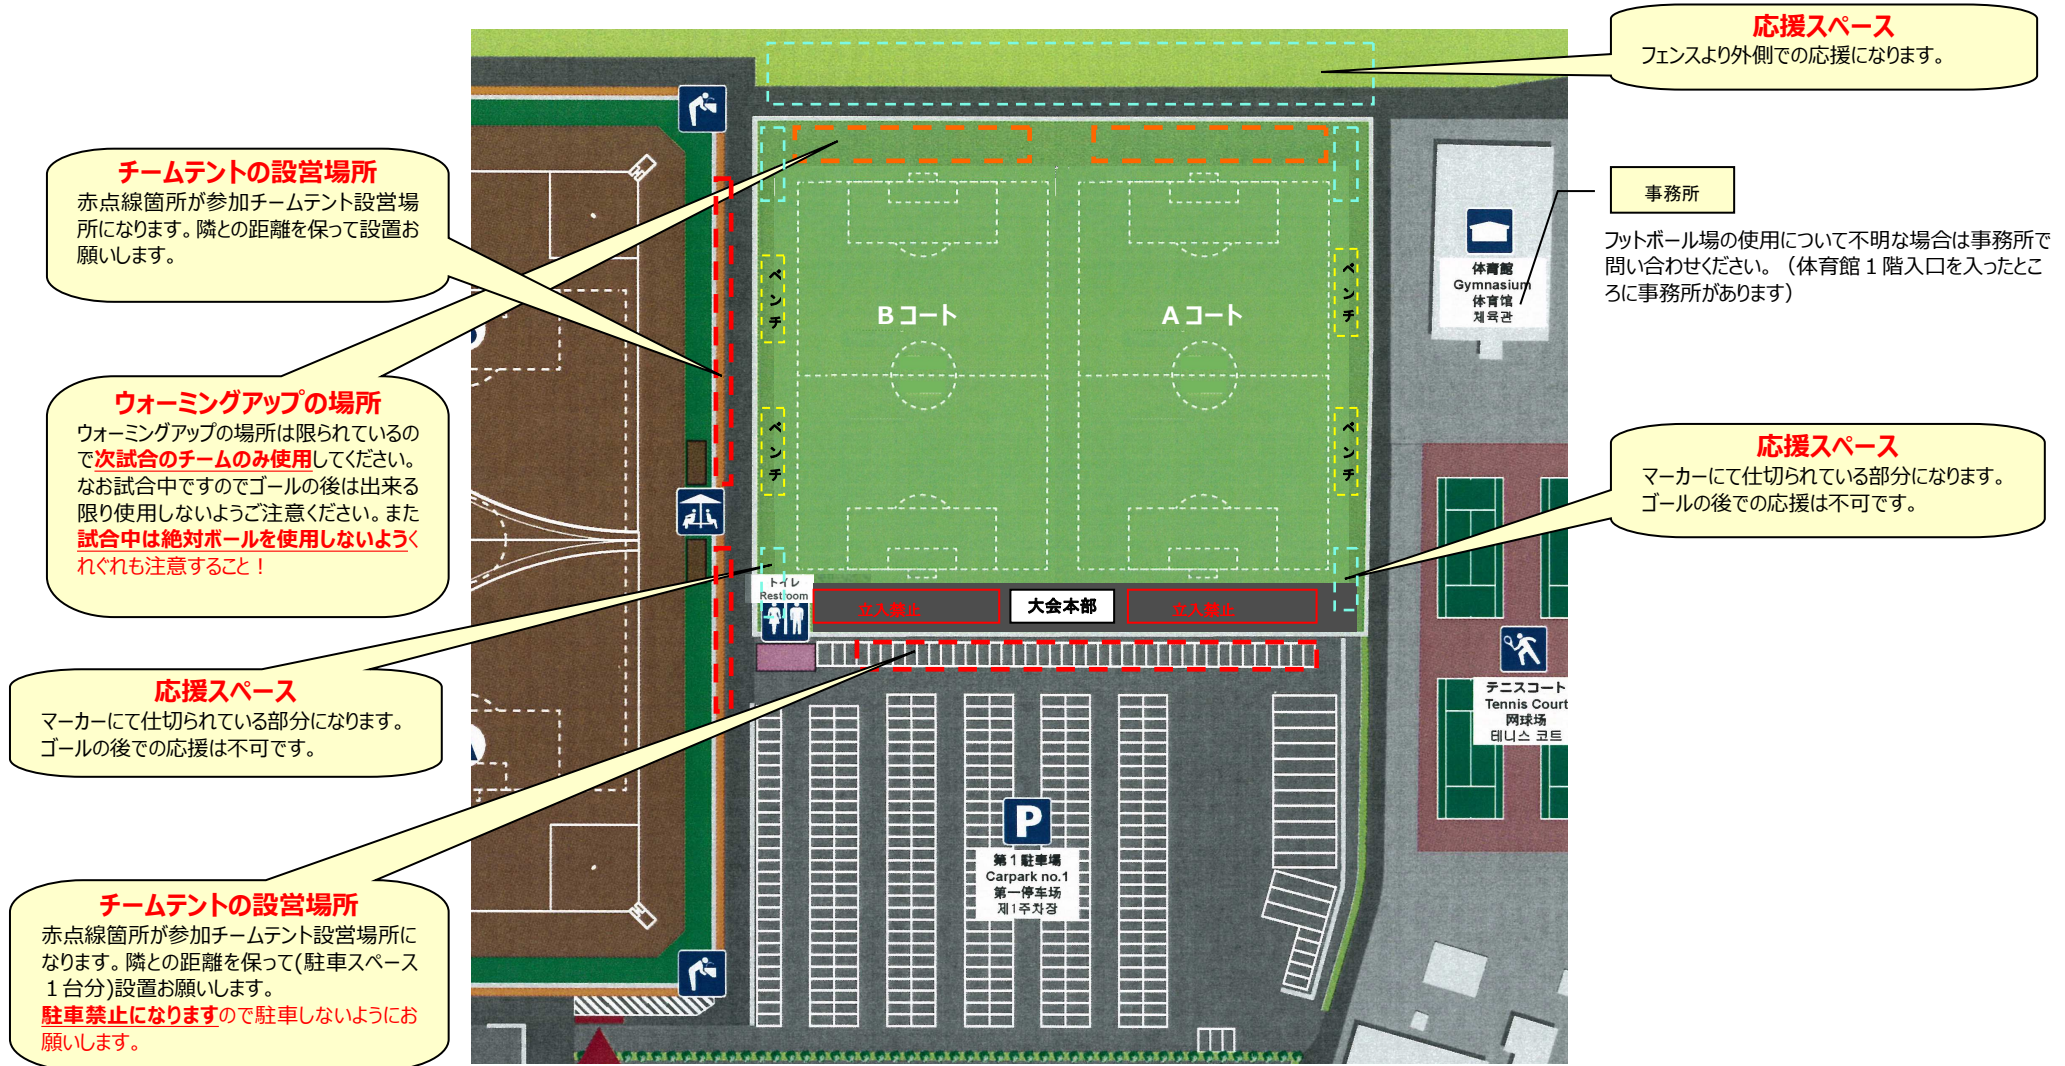 応援スペース
フェンスより外側での応援になります。
チームテントの設営場所
赤点線箇所が参加チームテント設営場
所になります。隣との距離を保って設置お
願いします。
事務所
フットボール場の使用について不明な場合は事務所で
問い合わせください。（体育館１階入口を入ったとこ
ろに事務所があります）
体育館
Gymnasium
体育馆
체육관
ベンチ
Bコート
Aコート
ベンチ
ウォーミングアップの場所
ウォーミングアップの場所は限られているの
で次試合のチームのみ使用してください。
なお試合中ですのでゴールの後は出来る
限り使用しないようご注意ください。また
試合中は絶対ボールを使用しないようく
れぐれも注意すること！
ベンチ
ベンチ
応援スペース
マーカーにて仕切られている部分になります。
ゴールの後での応援は不可です。
トイレ
Restroom
立入禁止
大会本部
立入禁止
応援スペース
マーカーにて仕切られている部分になります。
ゴールの後での応援は不可です。
テニスコート
Tennis Court
网球场
테니스 코트
P
第1駐車場
Carpark no.1
第一停车场
제1주차장
チームテントの設営場所
赤点線箇所が参加チームテント設営場所に
なります。隣との距離を保って(駐車スペース
１台分)設置お願いします。
駐車禁止になりますので駐車しないようにお
願いします。